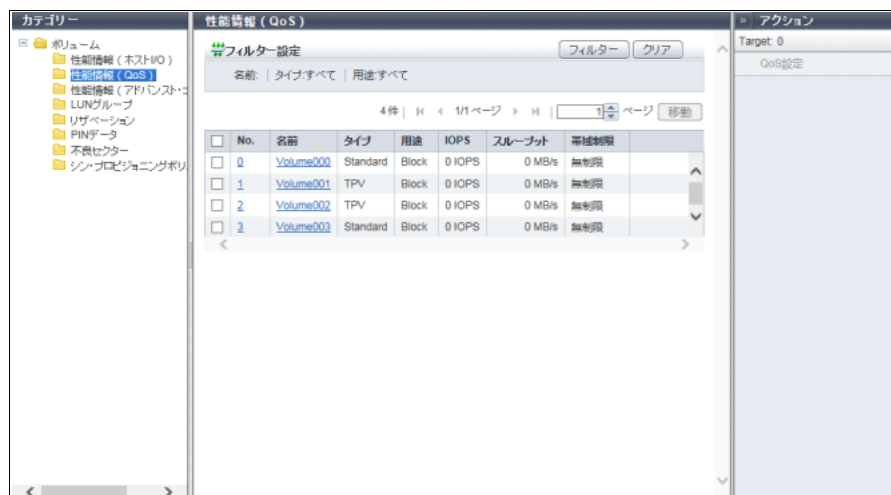 カテゴリー
ボリューム
性能情報（ホストI/O）
性能情報（QoS）
性能情報（アドバンスト・コ
LUNグループ
リザベーション
PINデータ
不良セクター
シン・プロビジョニングボリ
性能情報（QoS）
フィルター設定
フィルター クリア
名前: | タイプ:すべて | 用途:すべて
4件 | 1/1ページ | 1 ページ 移動
No. 名前 タイプ 用途 IOPS スループット 帯域制限
0 Volume000 Standard Block 0 IOPS 0 MB/s 無制限
1 Volume001 TPV Block 0 IOPS 0 MB/s 無制限
2 Volume002 TPV Block 0 IOPS 0 MB/s 無制限
3 Volume003 Standard Block 0 IOPS 0 MB/s 無制限
» アクション
Target: 0
QoS設定